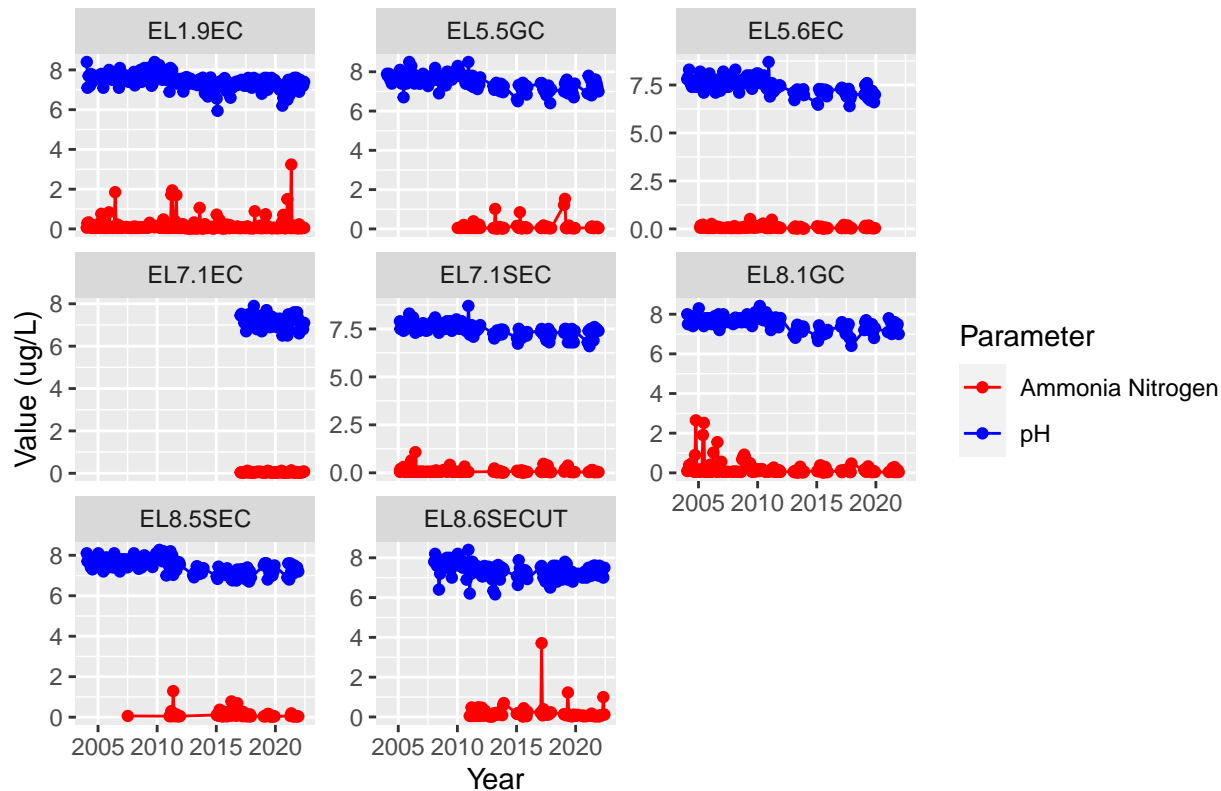 EL1.9EC EL5.5GC EL5.6EC
8 8 7.5
6 6 5.0
4 4 2.5
2 2 0.0
0 0
EL7.1EC EL7.1SEC EL8.1GC
8 7.5 8
6 5.0 6
4 2.5 4
2 0.0 2
0 0
2005 2010 2015 2020
EL8.5SEC EL8.6SECUT
8 8
6 6
4 4
2 2
0 0
2005 2010 2015 2020 2005 2010 2015 2020
Year
Value (ug/L)
Parameter
Ammonia Nitrogen
pH